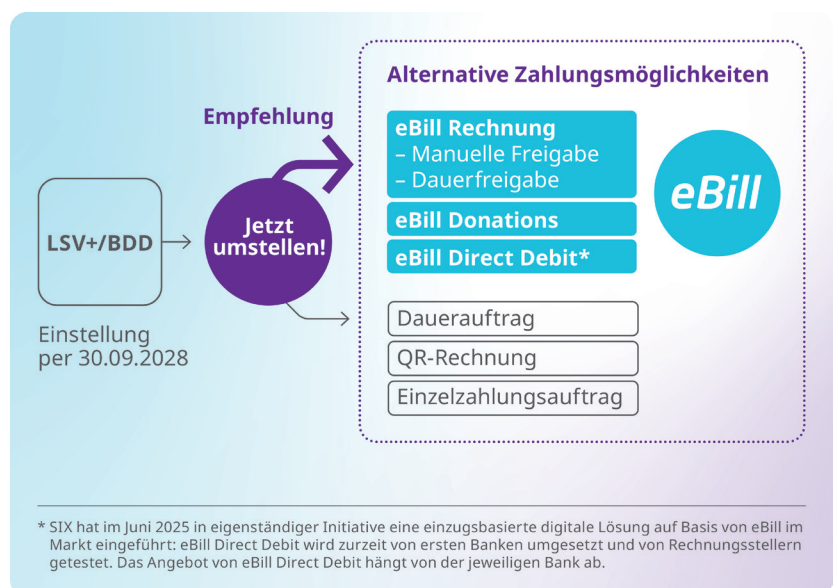 Alternative Zahlungsmöglichkeiten
Empfehlung
eBill Rechnung
– Manuelle Freigabe
– Dauerfreigabe
eBill
LSV+/BDD
Jetzt
umstellen!
eBill Donations
eBill Direct Debit*
Einstellung
per 30.09.2028
Dauerauftrag
QR-Rechnung
Einzelzahlungsauftrag
* SIX hat im Juni 2025 in eigenständiger Initiative eine einzugsbasierte digitale Lösung auf Basis von eBill im
Markt eingeführt: eBill Direct Debit wird zurzeit von ersten Banken umgesetzt und von Rechnungsstellern
getestet. Das Angebot von eBill Direct Debit hängt von der jeweiligen Bank ab.